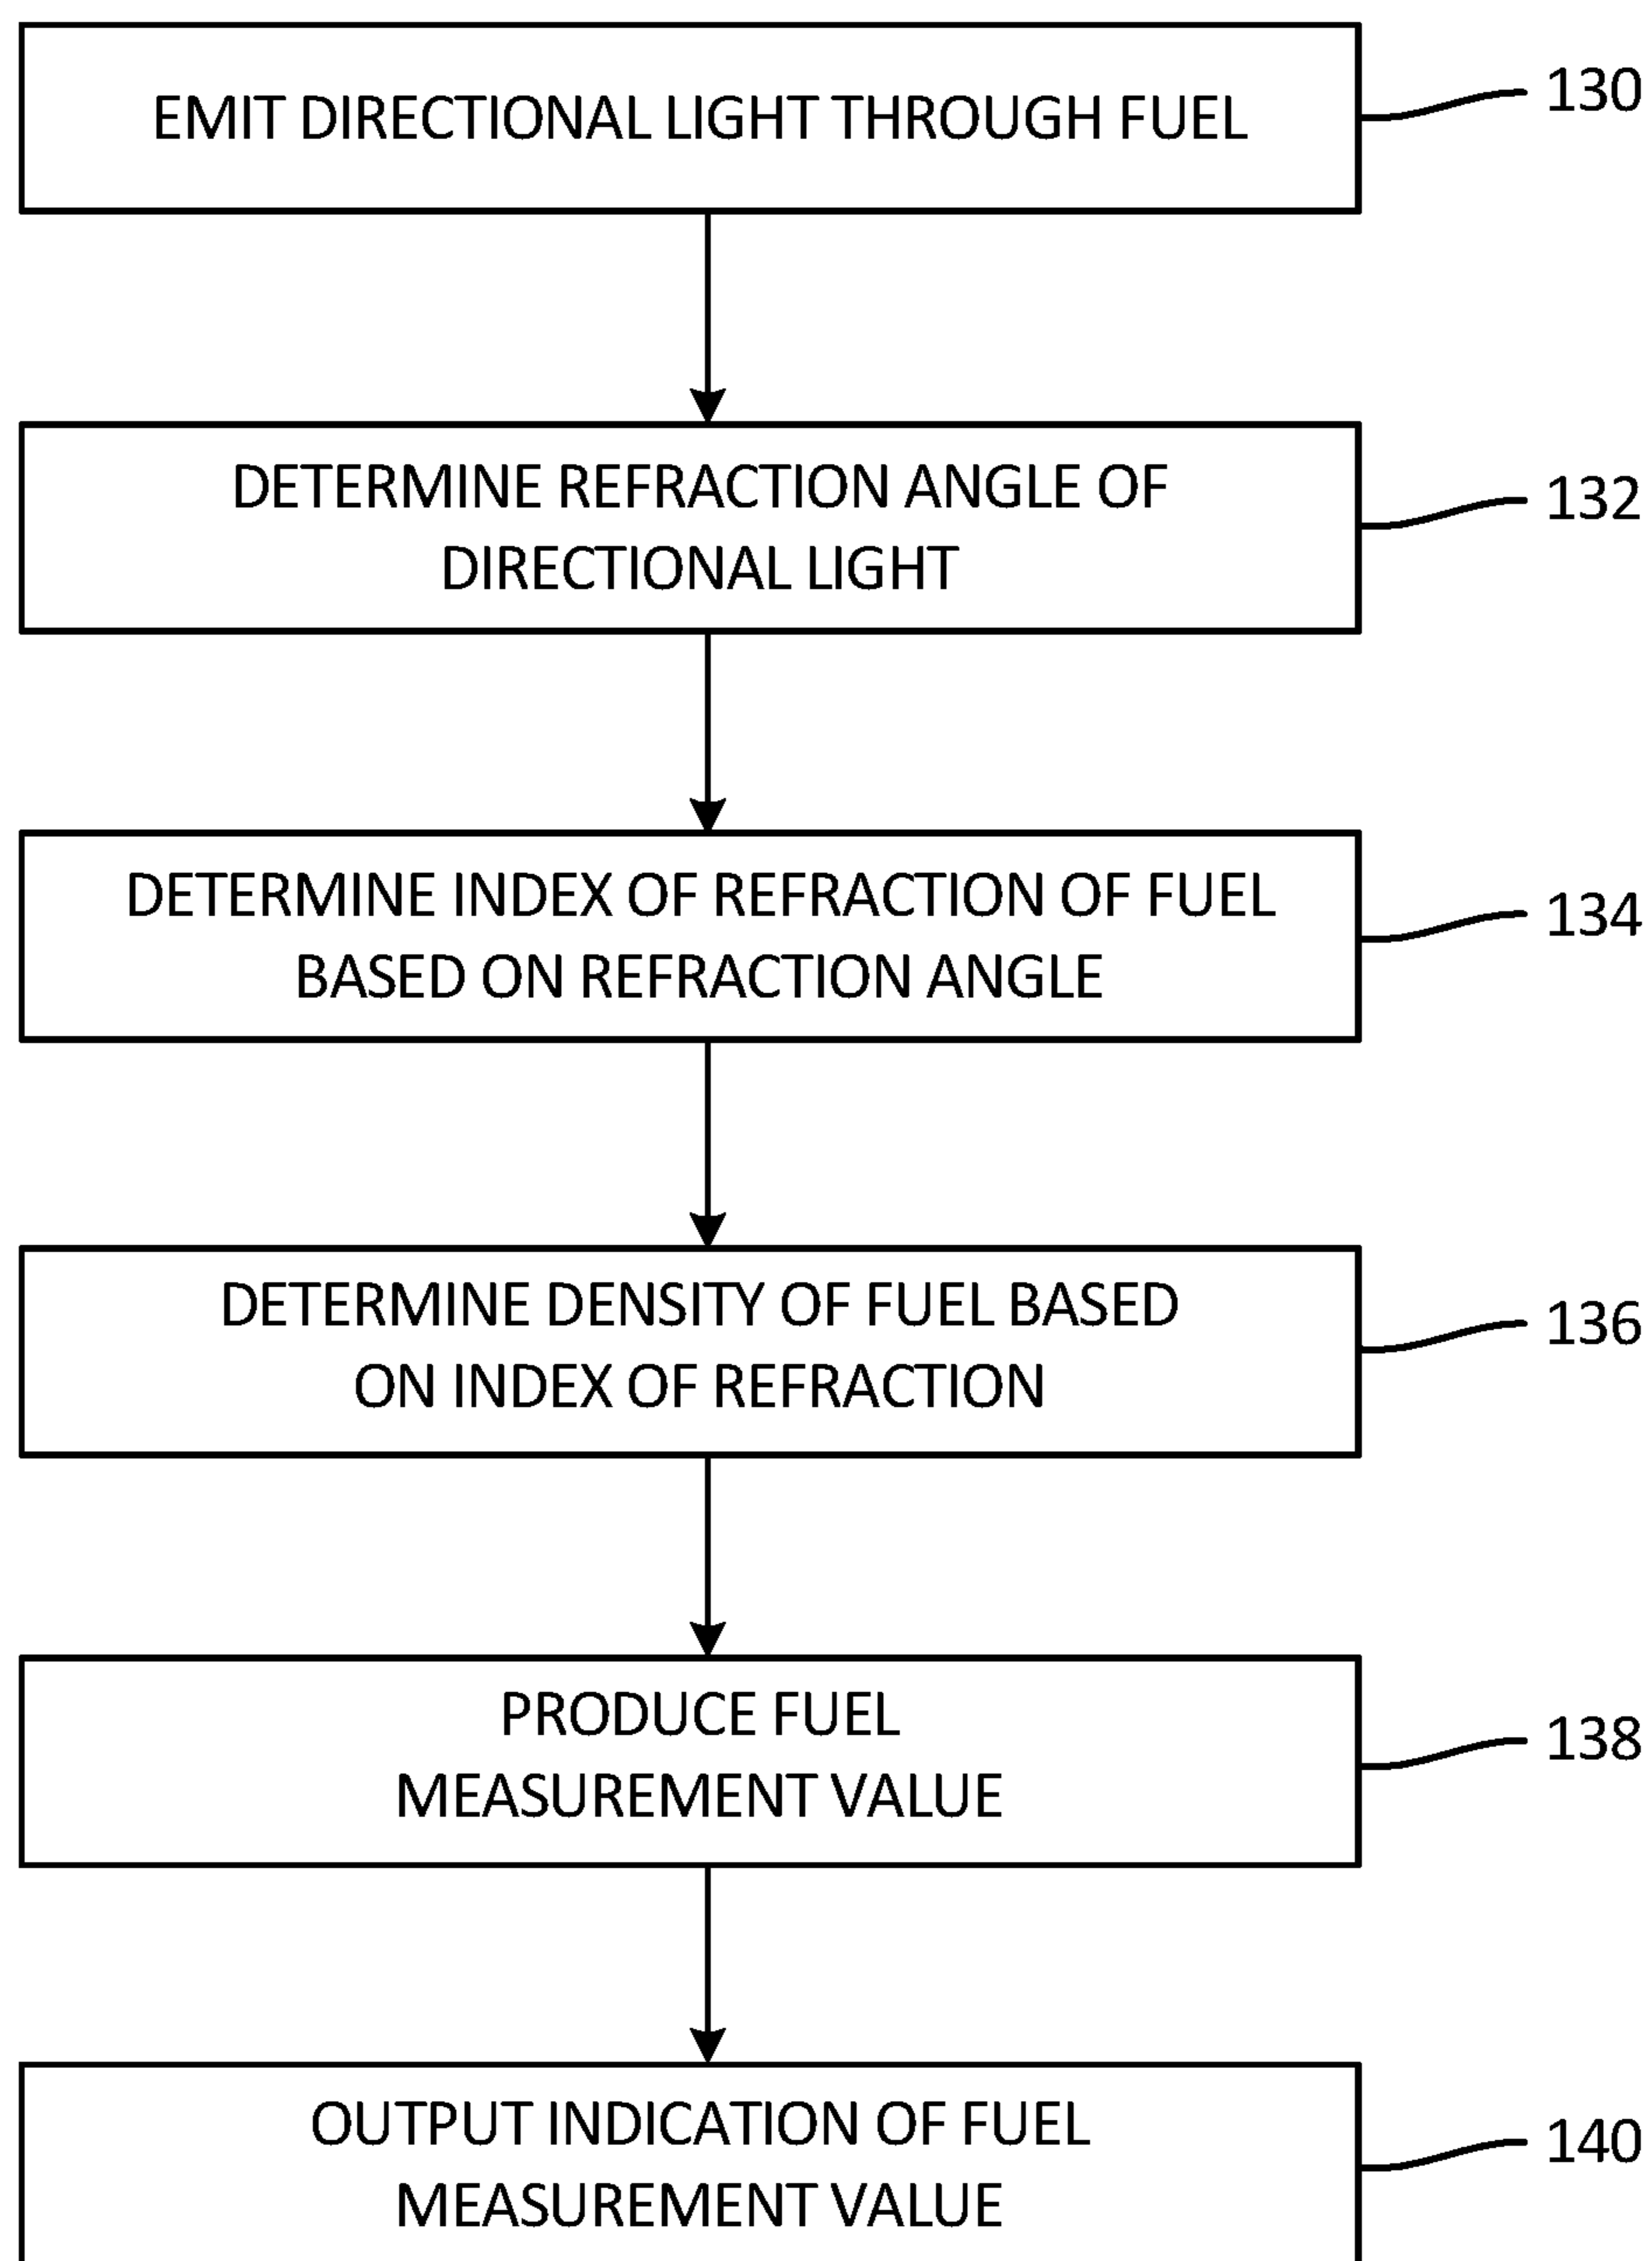 EMIT DIRECTIONAL LIGHT THROUGH FUEL
130
DETERMINE REFRACTION ANGLE OF
DIRECTIONAL LIGHT
132
DETERMINE INDEX OF REFRACTION OF FUEL
BASED ON REFRACTION ANGLE
134
DETERMINE DENSITY OF FUEL BASED
ON INDEX OF REFRACTION
136
PRODUCE FUEL
MEASUREMENT VALUE
138
OUTPUT INDICATION OF FUEL
MEASUREMENT VALUE
140